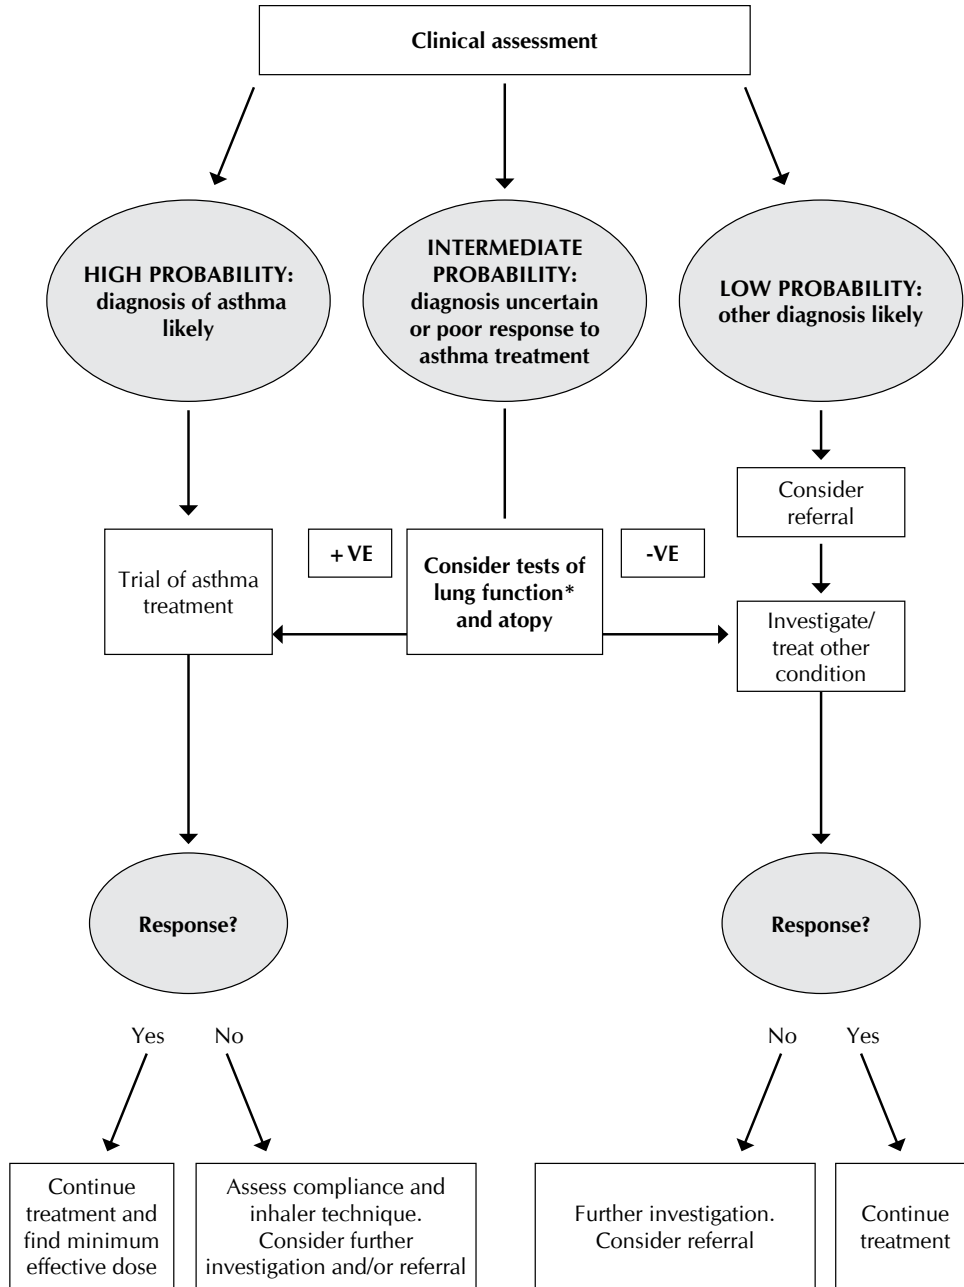 Clinical assessment
HIGH PROBABILITY:
diagnosis of asthma
likely
INTERMEDIATE
PROBABILITY:
diagnosis uncertain
or poor response to
asthma treatment
LOW PROBABILITY:
other diagnosis likely
Consider
referral
Trial of asthma
treatment
+ VE
Consider tests of
lung function*
and atopy
-VE
Investigate/
treat other
condition
Response?
Response?
Yes
No
No
Yes
Continue
treatment and
find minimum
effective dose
Assess compliance and
inhaler technique.
Consider further
investigation and/or referral
Further investigation.
Consider referral
Continue
treatment